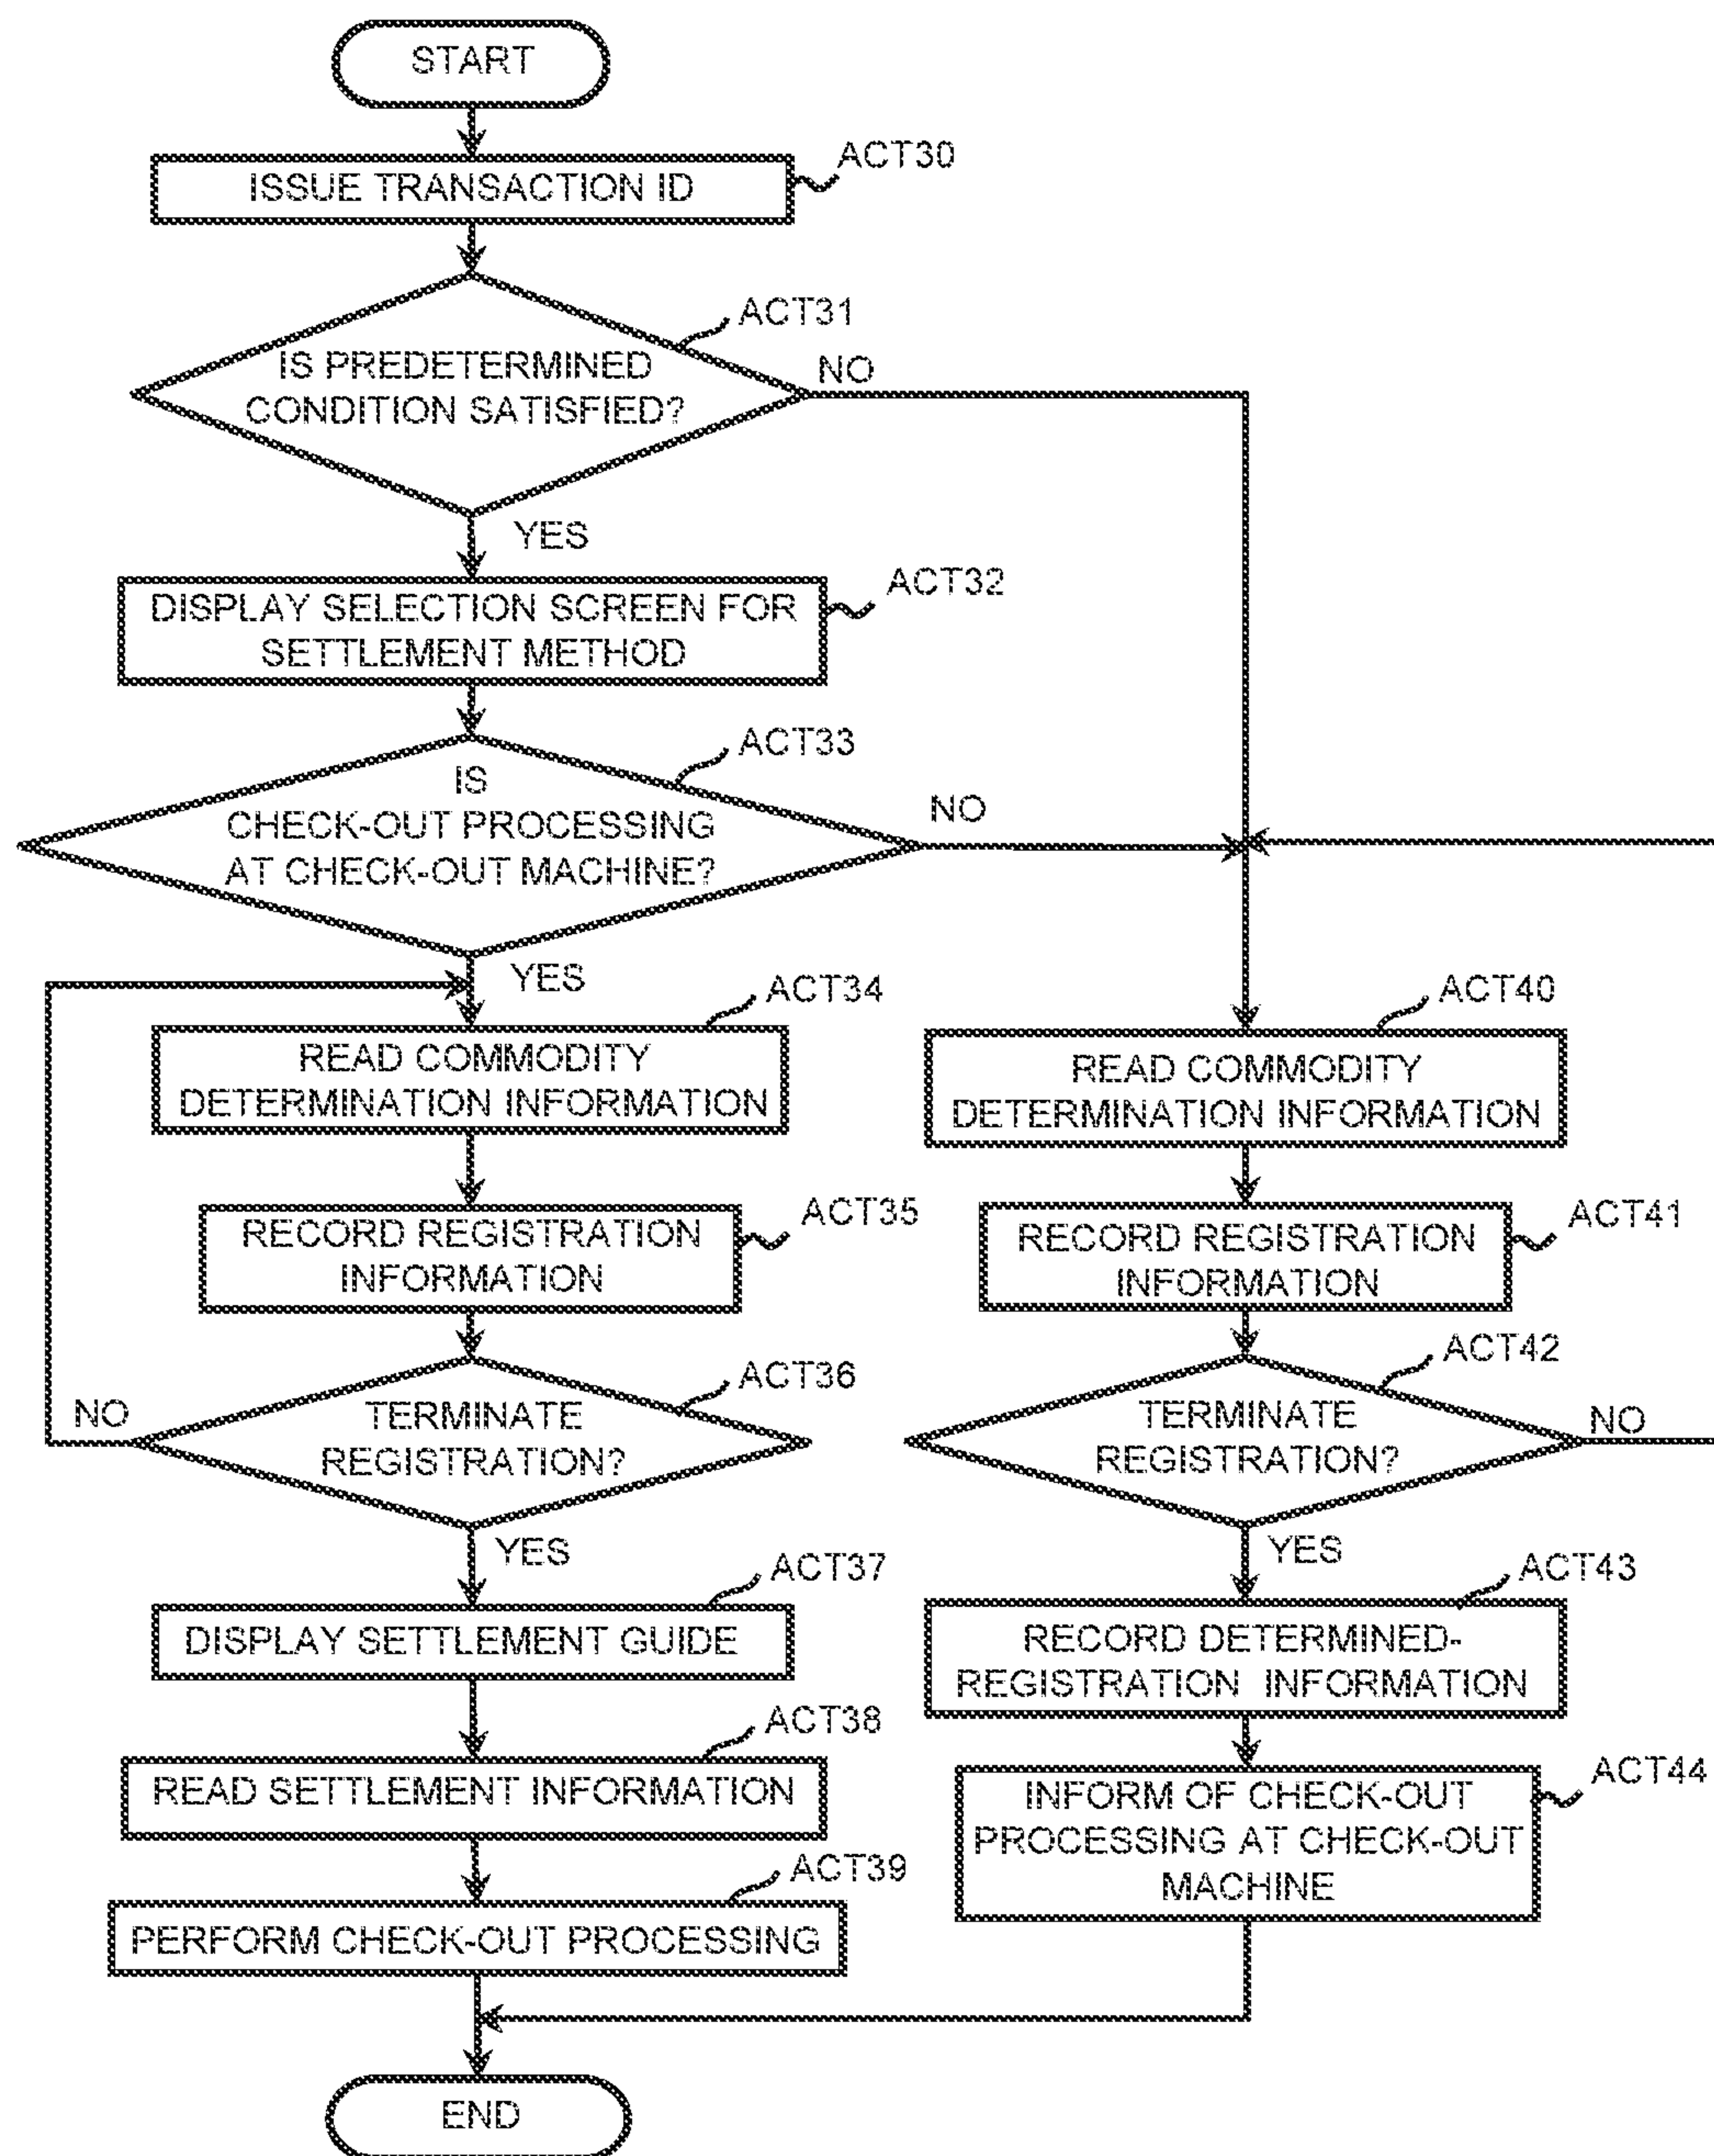 START
ISSUE TRANSACTION ID
ACT30
ACT31
IS PREDETERMINED
CONDITION SATISFIED?
NO
YES
ACT32
DISPLAY SELECTION SCREEN FOR
SETTLEMENT METHOD
ACT33
IS
CHECK-OUT PROCESSING
AT CHECK-OUT MACHINE?
NO
YES
ACT34
READ COMMODITY
DETERMINATION INFORMATION
ACT35
RECORD REGISTRATION
INFORMATION
ACT36
TERMINATE
REGISTRATION?
NO
YES
ACT37
DISPLAY SETTLEMENT GUIDE
ACT38
READ SETTLEMENT INFORMATION
ACT39
PERFORM CHECK-OUT PROCESSING
ACT40
READ COMMODITY
DETERMINATION INFORMATION
ACT41
RECORD REGISTRATION
INFORMATION
ACT42
TERMINATE
REGISTRATION?
NO
YES
ACT43
RECORD DETERMINED-
REGISTRATION INFORMATION
ACT44
INFORM OF CHECK-OUT
PROCESSING AT CHECK-OUT
MACHINE
END